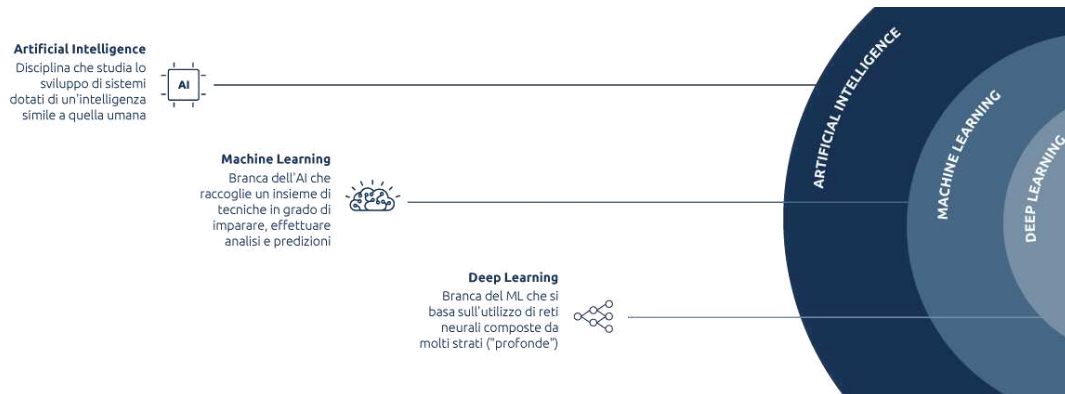 Artificial Intelligence
Disciplina che studia lo
sviluppo di sistemi
dotati di un'intelligenza
simile a quella umana
AI
Machine Learning
Branca dell'AI che
raccoglie un insieme di
tecniche in grado di
imparare, effettuare
analisi e predizioni
Deep Learning
Branca del ML che si
basa sull'utilizzo di reti
neurali composte da
molti strati ("profonde")
ARTIFICIAL INTELLIGENCE
MACHINE LEARNING
DEEP LEARNING